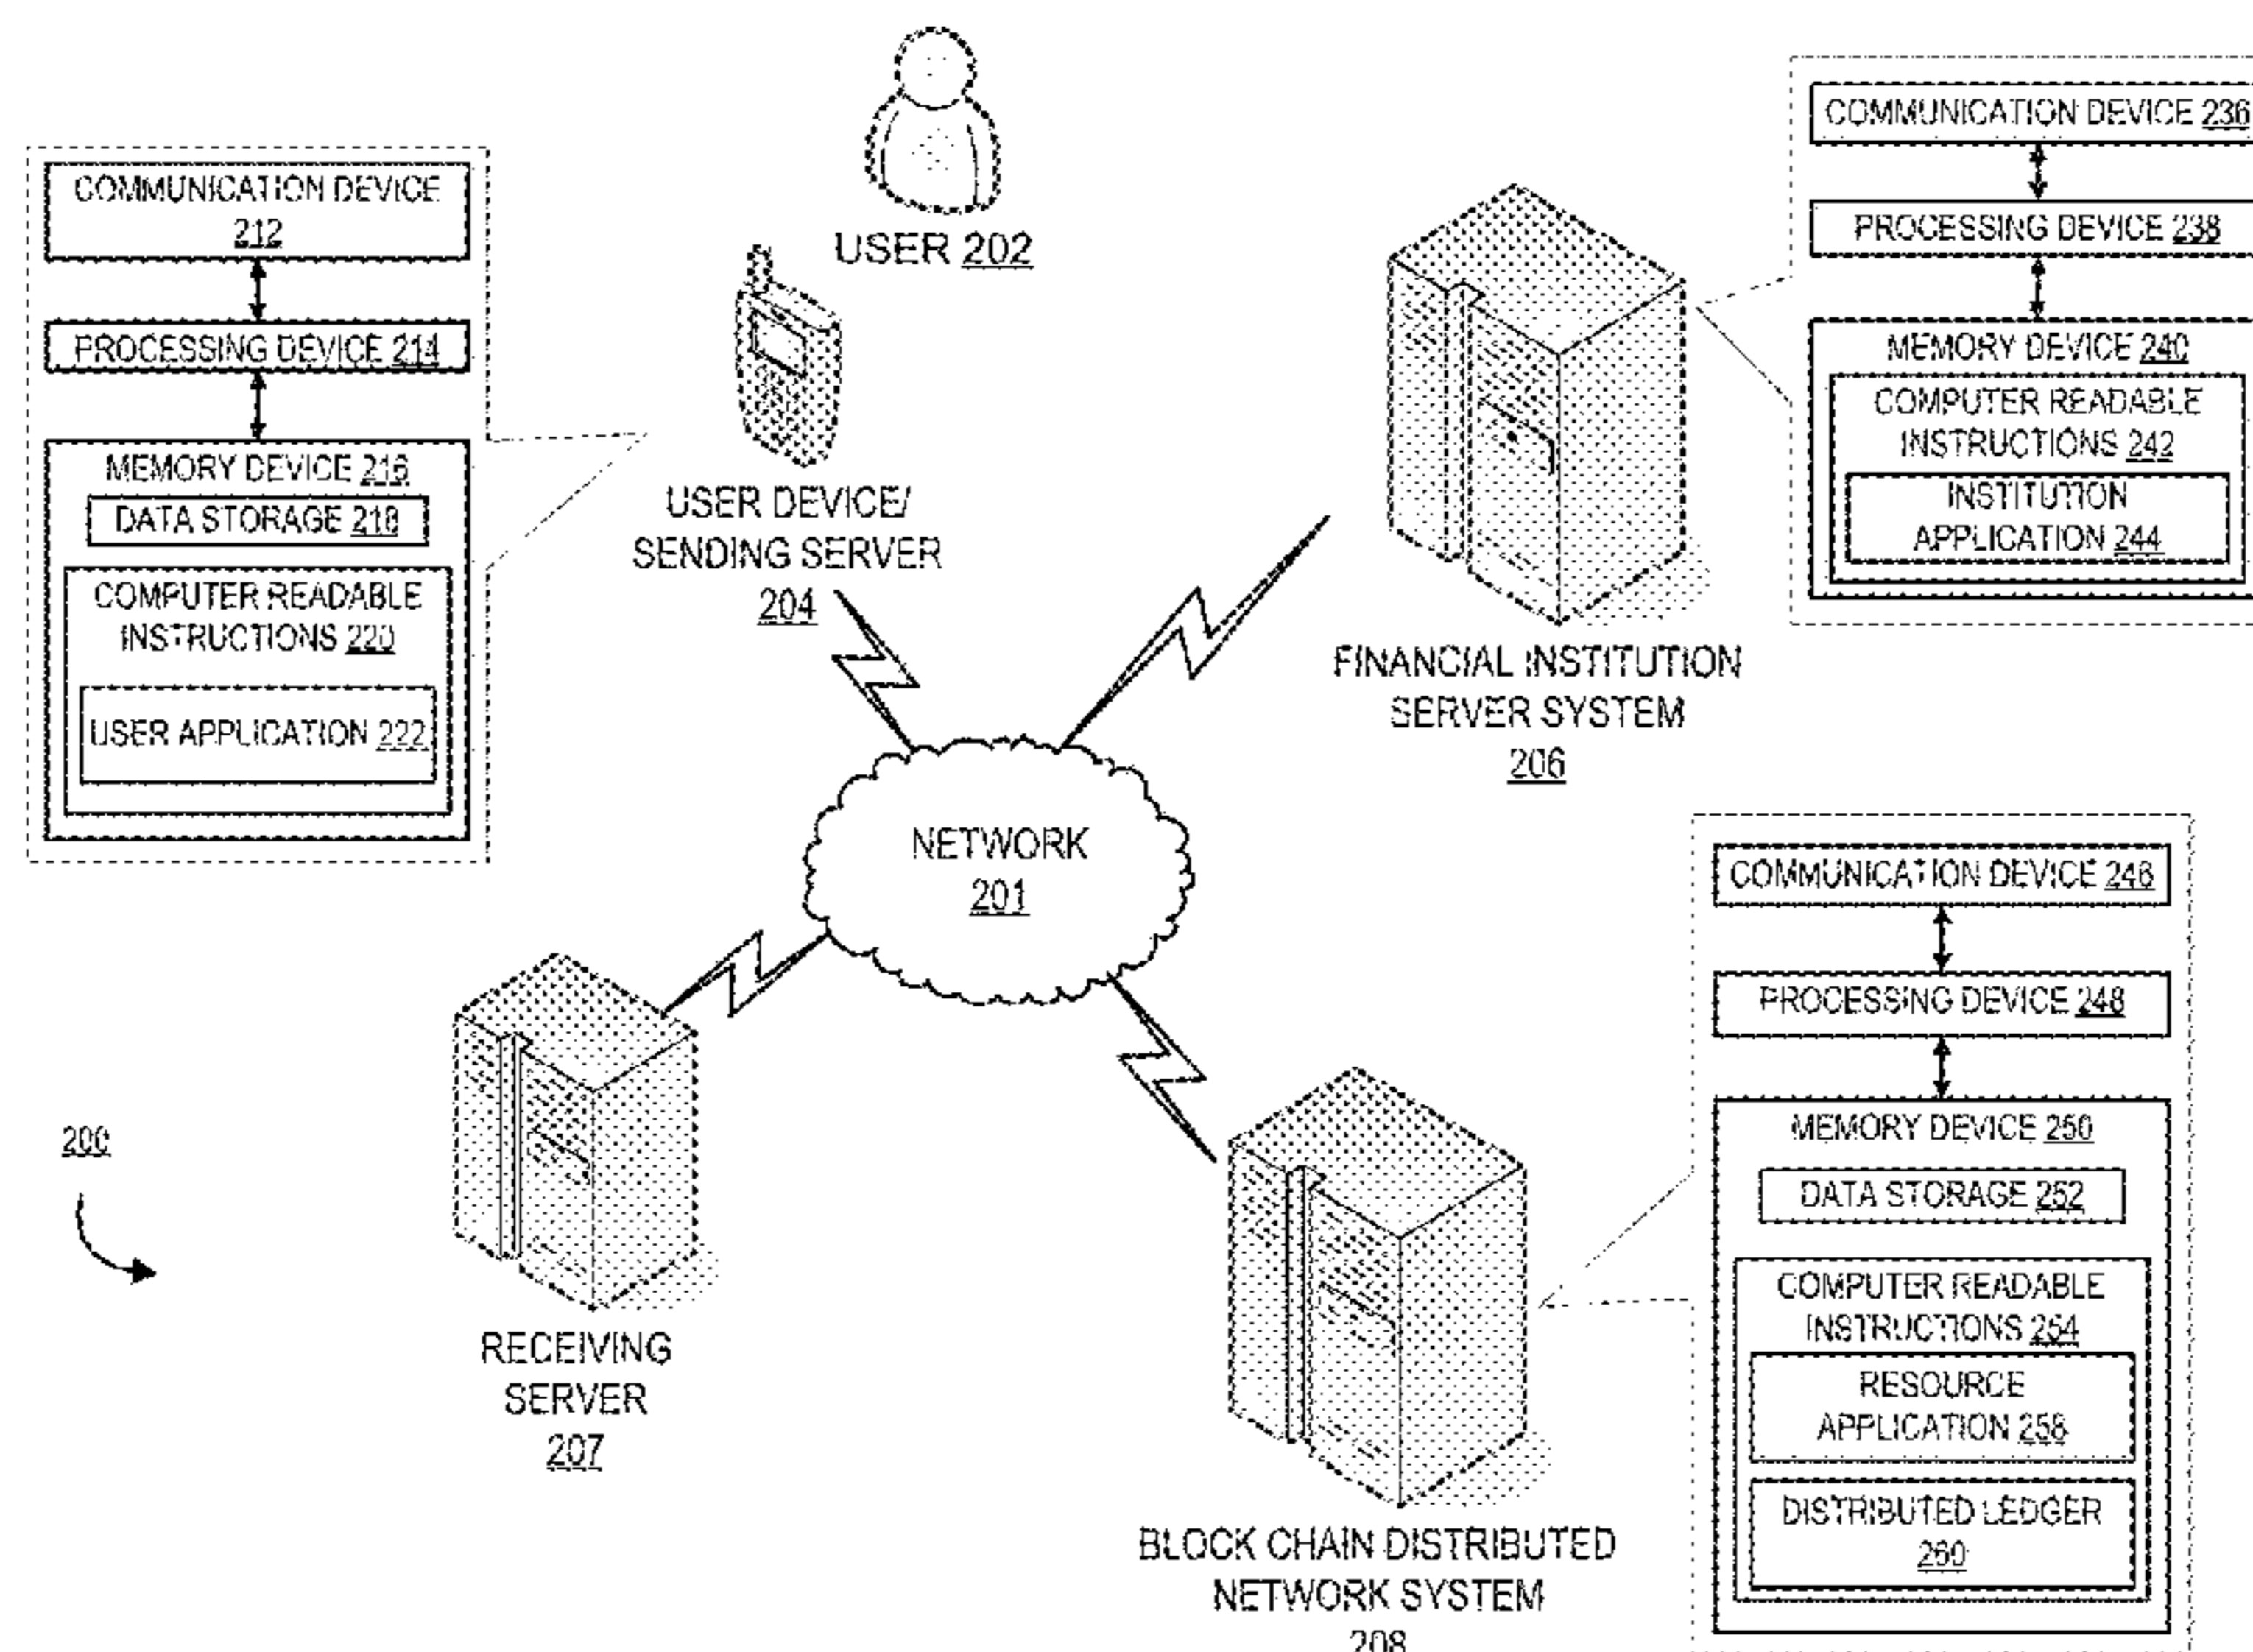 USER 202
COMMUNICATION DEVICE
212
PROCESSING DEVICE 214
MEMORY DEVICE 216
DATA STORAGE 218
COMPUTER READABLE
INSTRUCTIONS 220
USER APPLICATION 222
USER DEVICE/
SENDING SERVER
204
COMMUNICATION DEVICE 236
PROCESSING DEVICE 238
MEMORY DEVICE 240
COMPUTER READABLE
INSTRUCTIONS 242
INSTITUTION
APPLICATION 244
FINANCIAL INSTITUTION
SERVER SYSTEM
206
NETWORK
201
200
RECEIVING
SERVER
207
BLOCK CHAIN DISTRIBUTED
NETWORK SYSTEM
208
COMMUNICATION DEVICE 246
PROCESSING DEVICE 248
MEMORY DEVICE 250
DATA STORAGE 252
COMPUTER READABLE
INSTRUCTIONS 254
RESOURCE
APPLICATION 258
DISTRIBUTED LEDGER
260